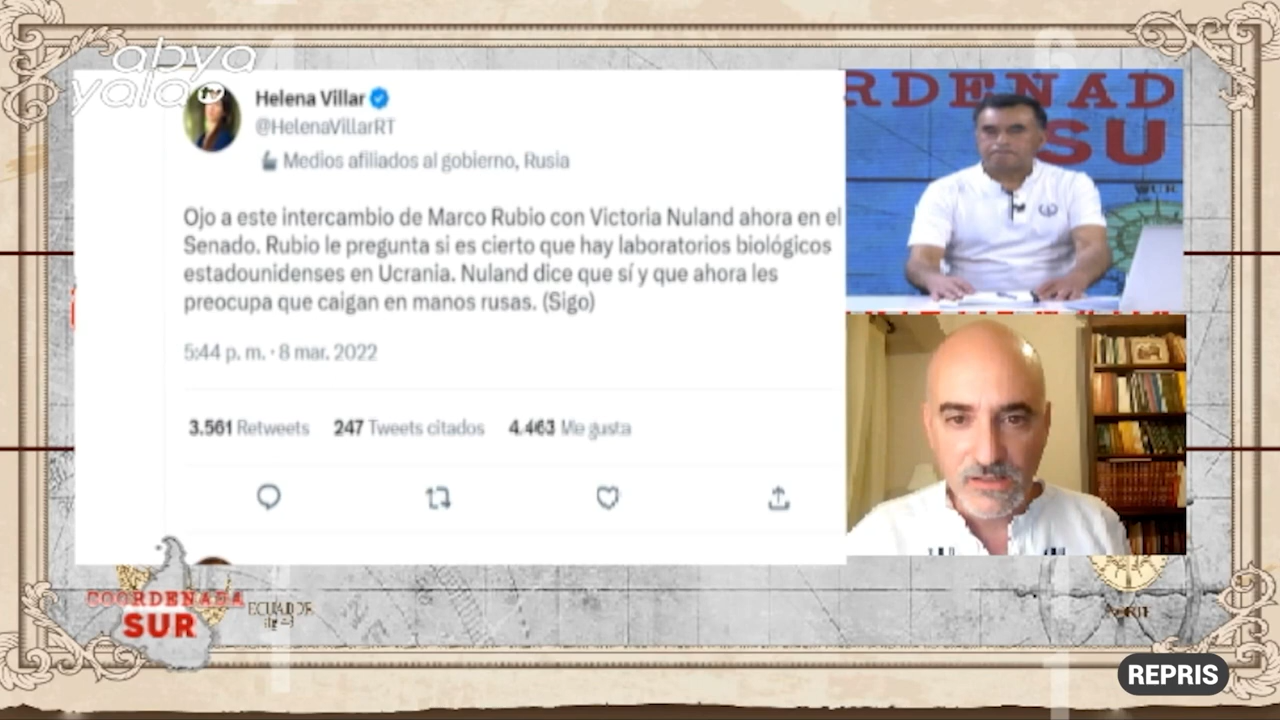 abya
yala tv
Helena Villar
@HelenaVillarRT
Medios afiliados al gobierno, Rusia
Ojo a este intercambio de Marco Rubio con Victoria Nuland ahora en el
Senado. Rubio le pregunta si es cierto que hay laboratorios biológicos
estadounidenses en Ucrania. Nuland dice que sí y que ahora les
preocupa que caigan en manos rusas. (Sigo)
5:44 p. m. · 8 mar. 2022
3.561 Retweets 247 Tweets citados 4.463 Me gusta
RDENAD
SU
COORDENADA
SUR
ECUADOR
REPRIS